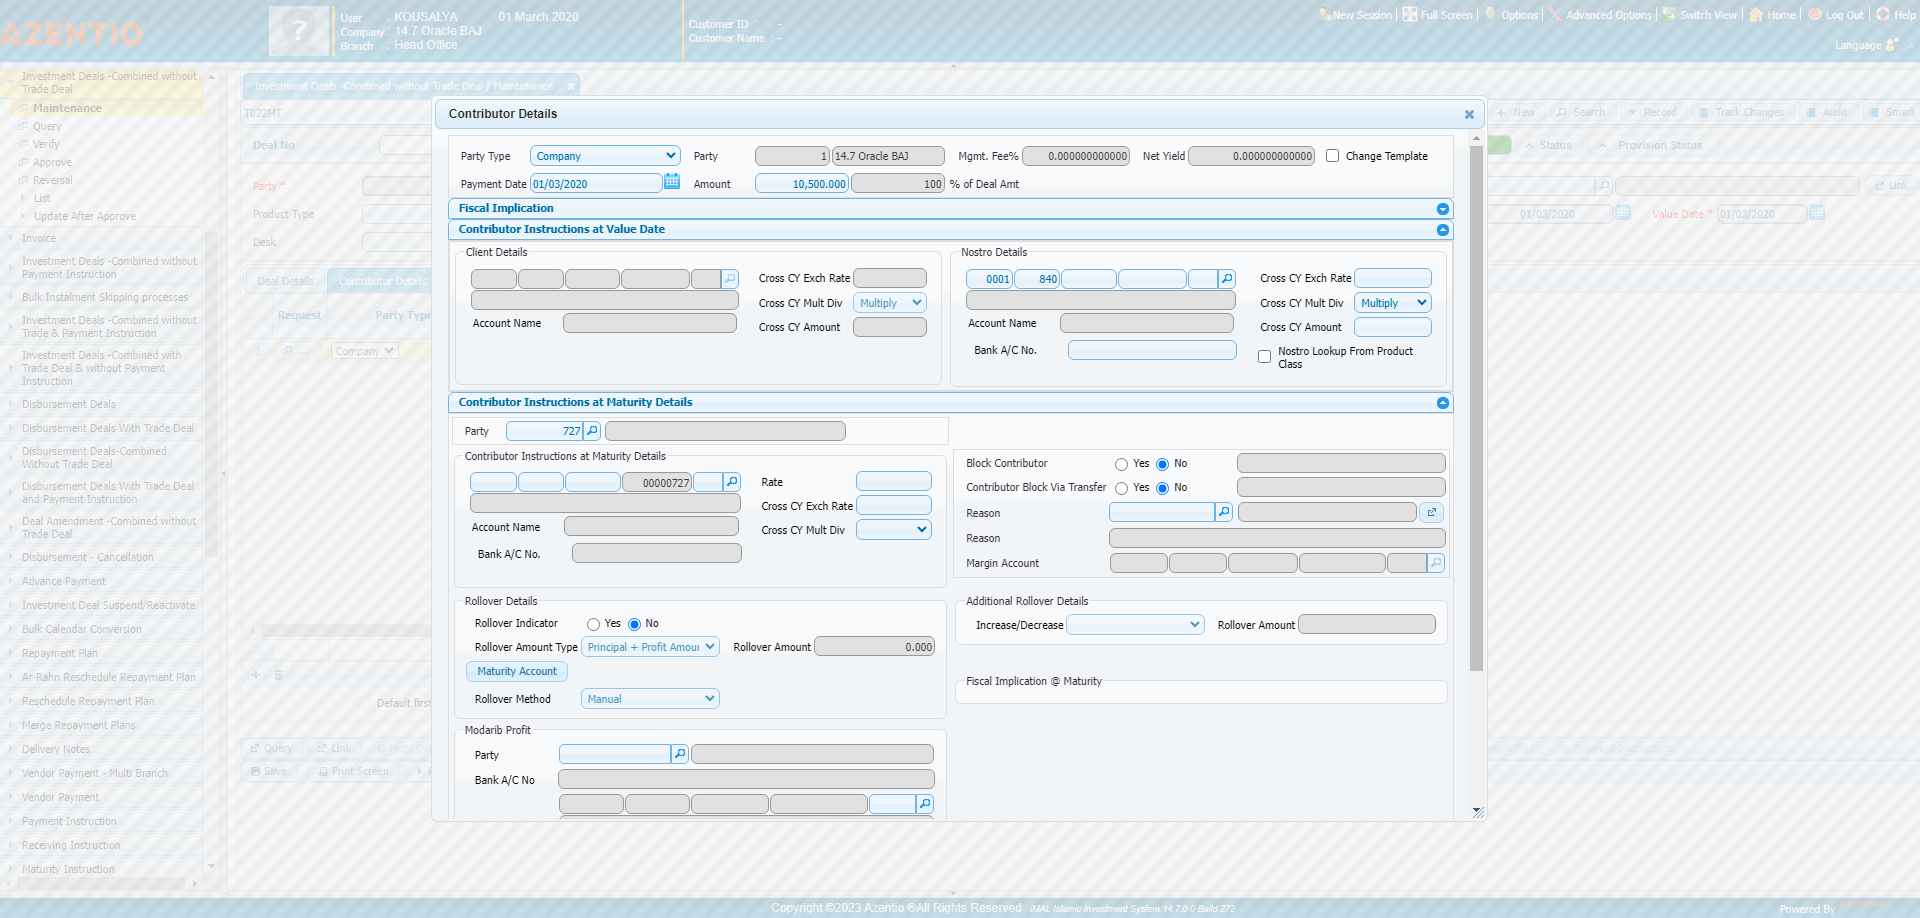 AZENTIO
User : KOUSALYA 01 March 2020
Company : 14.7 Oracle BAJ
Branch : Head Office
Customer ID : -
Customer Name : -
New Session Full Screen Options Advanced Options Switch View Home Log Out Help
Language
Investment Deals -Combined without Trade Deal
Maintenance
Query
Verify
Approve
Reversal
List
Update After Approve
Invoice
Investment Deals -Combined without Payment Instruction
Bulk Instalment Skipping processes
Investment Deals -Combined without Trade & Payment Instruction
Investment Deals -Combined with Trade Deal & without Payment Instruction
Disbursement Deals
Disbursement Deals With Trade Deal
Disbursement Deals-Combined Without Trade Deal
Disbursement Deals With Trade Deal and Payment Instruction
Deal Amendment -Combined without Trade Deal
Disbursement - Cancellation
Advance Payment
Investment Deal Suspend/Reactivate
Bulk Calendar Conversion
Repayment Plan
Ar-Rahn Reschedule Repayment Plan
Reschedule Repayment Plan
Merge Repayment Plans
Delivery Notes
Vendor Payment - Multi Branch
Vendor Payment
Payment Instruction
Receiving Instruction
Maturity Instruction
Investment Deals -Combined without Trade Deal / Maintenance
T022MT
New Search Record Track Changes Audit Smart
Deal No
Status Provision Status
Party *
Link
Product Type
01/03/2020 Value Date * 01/03/2020
Desk
Deal Details Contributor Details
Request Party Type
1 ... Company
Default first
Query Link
Save Print Screen
Contributor Details
Party Type Company Party 1 14.7 Oracle BAJ Mgmt. Fee% 0.000000000000 Net Yield 0.000000000000 Change Template
Payment Date 01/03/2020 Amount 10,500.000 100 % of Deal Amt
Fiscal Implication
Contributor Instructions at Value Date
Client Details
Cross CY Exch Rate
Cross CY Mult Div Multiply
Account Name
Cross CY Amount
Nostro Details
0001 840 Cross CY Exch Rate
Cross CY Mult Div Multiply
Account Name
Cross CY Amount
Bank A/C No.
Nostro Lookup From Product Class
Contributor Instructions at Maturity Details
Party 727
Contributor Instructions at Maturity Details
00000727 Rate
Cross CY Exch Rate
Account Name Cross CY Mult Div
Bank A/C No.
Block Contributor Yes No
Contributor Block Via Transfer Yes No
Reason
Reason
Margin Account
Rollover Details
Rollover Indicator Yes No
Rollover Amount Type Principal + Profit Amou Rollover Amount 0.000
Maturity Account
Rollover Method Manual
Additional Rollover Details
Increase/Decrease Rollover Amount
Fiscal Implication @ Maturity
Modarib Profit
Party
Bank A/C No
Copyright ©2023 Azentio ®All Rights Reserved iMAL Islamic Investment System 14.7.0.0 Build 272
Powered By